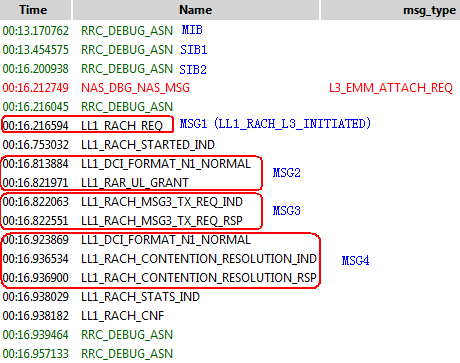 Time Name msg_type
00:13.170762 RRC_DEBUG_ASN MIB
00:13.454575 RRC_DEBUG_ASN SIB1
00:16.200938 RRC_DEBUG_ASN SIB2
00:16.212749 NAS_DBG_NAS_MSG L3_EMM_ATTACH_REQ
00:16.216045 RRC_DEBUG_ASN
00:16.216594 LL1_RACH_REQ MSG1 (LL1_RACH_L3_INITIATED)
00:16.753032 LL1_RACH_STARTED_IND
00:16.813884 LL1_DCI_FORMAT_N1_NORMAL
MSG2
00:16.821971 LL1_RAR_UL_GRANT
00:16.822063 LL1_RACH_MSG3_TX_REQ_IND
MSG3
00:16.822551 LL1_RACH_MSG3_TX_REQ_RSP
00:16.923869 LL1_DCI_FORMAT_N1_NORMAL
00:16.936534 LL1_RACH_CONTENTION_RESOLUTION_IND MSG4
00:16.936900 LL1_RACH_CONTENTION_RESOLUTION_RSP
00:16.938029 LL1_RACH_STATS_IND
00:16.938182 LL1_RACH_CNF
00:16.939464 RRC_DEBUG_ASN
00:16.957133 RRC_DEBUG_ASN